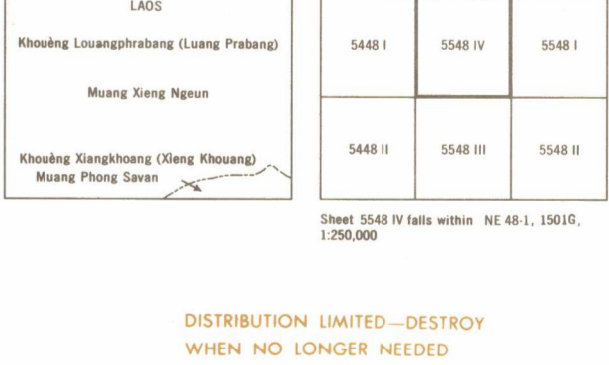 LAOS
Khouèng Louangphrabang (Luang Prabang)
Muang Xieng Ngeun
Khouèng Xiangkhoang (Xieng Khouang)
Muang Phong Savan
5448 I
5548 IV
5548 I
5448 II
5548 III
5548 II
Sheet 5548 IV falls within NE 48-1, 1501G,
1:250,000
DISTRIBUTION LIMITED—DESTROY
WHEN NO LONGER NEEDED